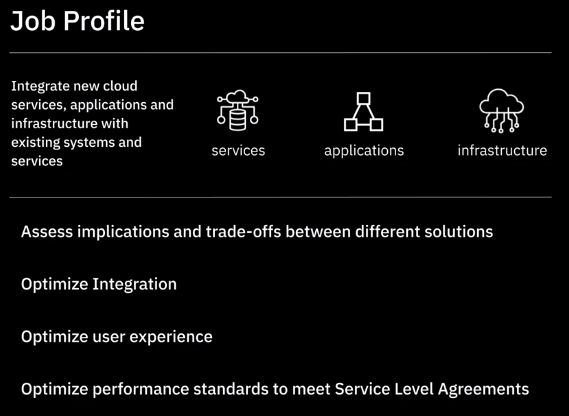 Job Profile
Integrate new cloud
services, applications and
infrastructure with
existing systems and
services
services
applications
infrastructure
Assess implications and trade-offs between different solutions
Optimize Integration
Optimize user experience
Optimize performance standards to meet Service Level Agreements